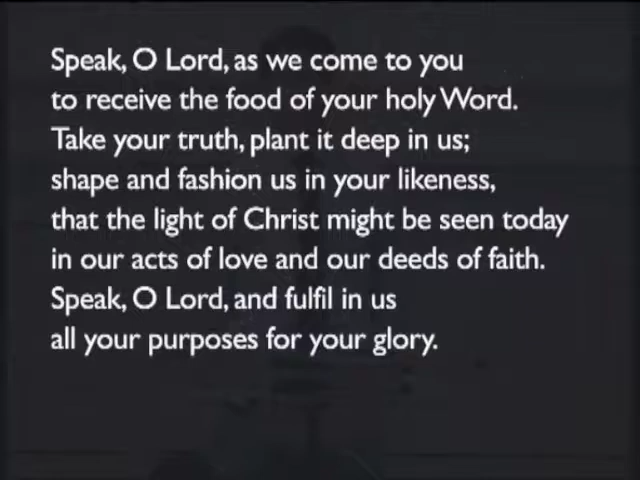 Speak, O Lord, as we come to you
to receive the food of your holy Word.
Take your truth, plant it deep in us;
shape and fashion us in your likeness,
that the light of Christ might be seen today
in our acts of love and our deeds of faith.
Speak, O Lord, and fulfil in us
all your purposes for your glory.